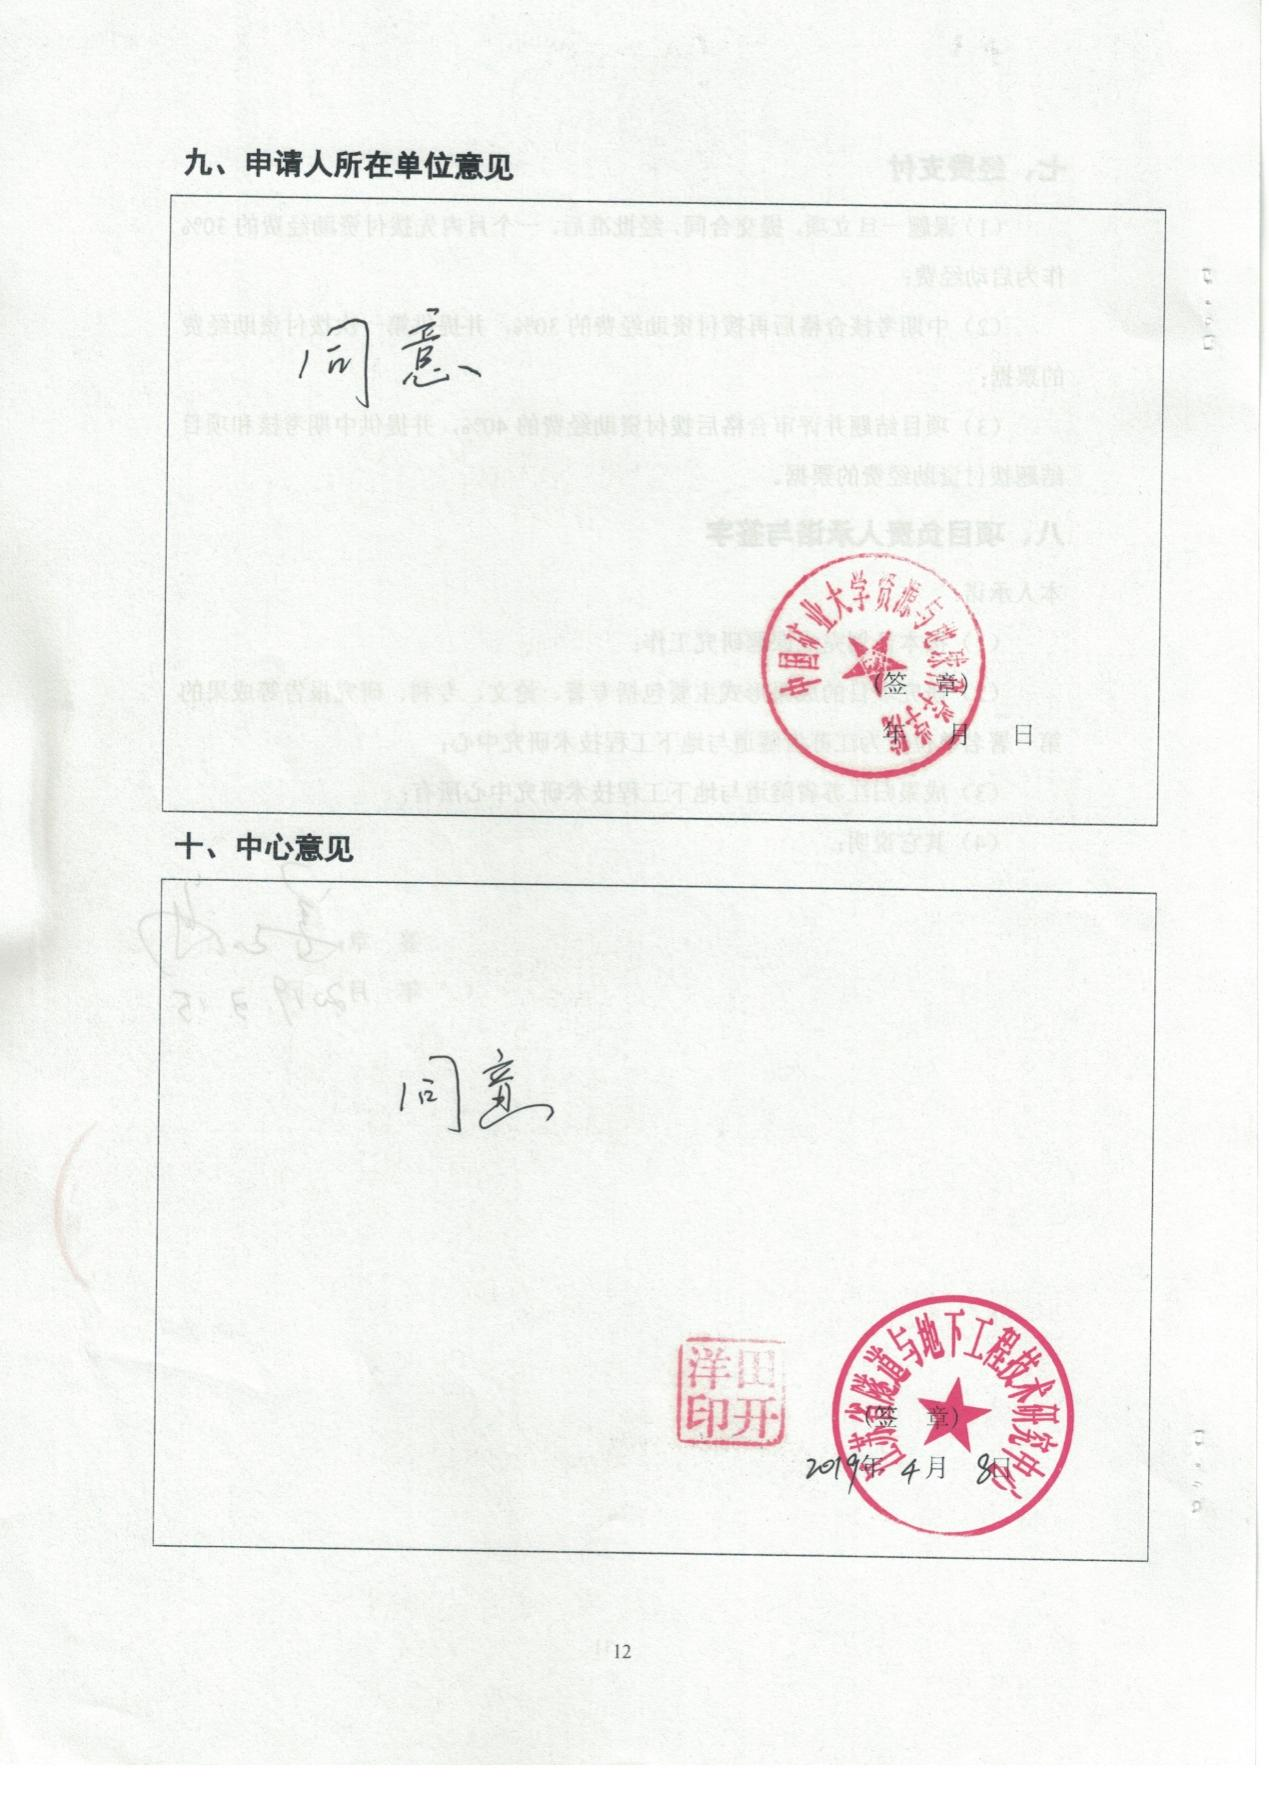 九、申请人所在单位意见
同意
中国矿业大学资源与地球科学学院
（签 章）
年 月 日
十、中心意见
同意
田开洋印
江苏省隧道与地下工程技术研究中心
（签 章）
2019年 4月 8日
12